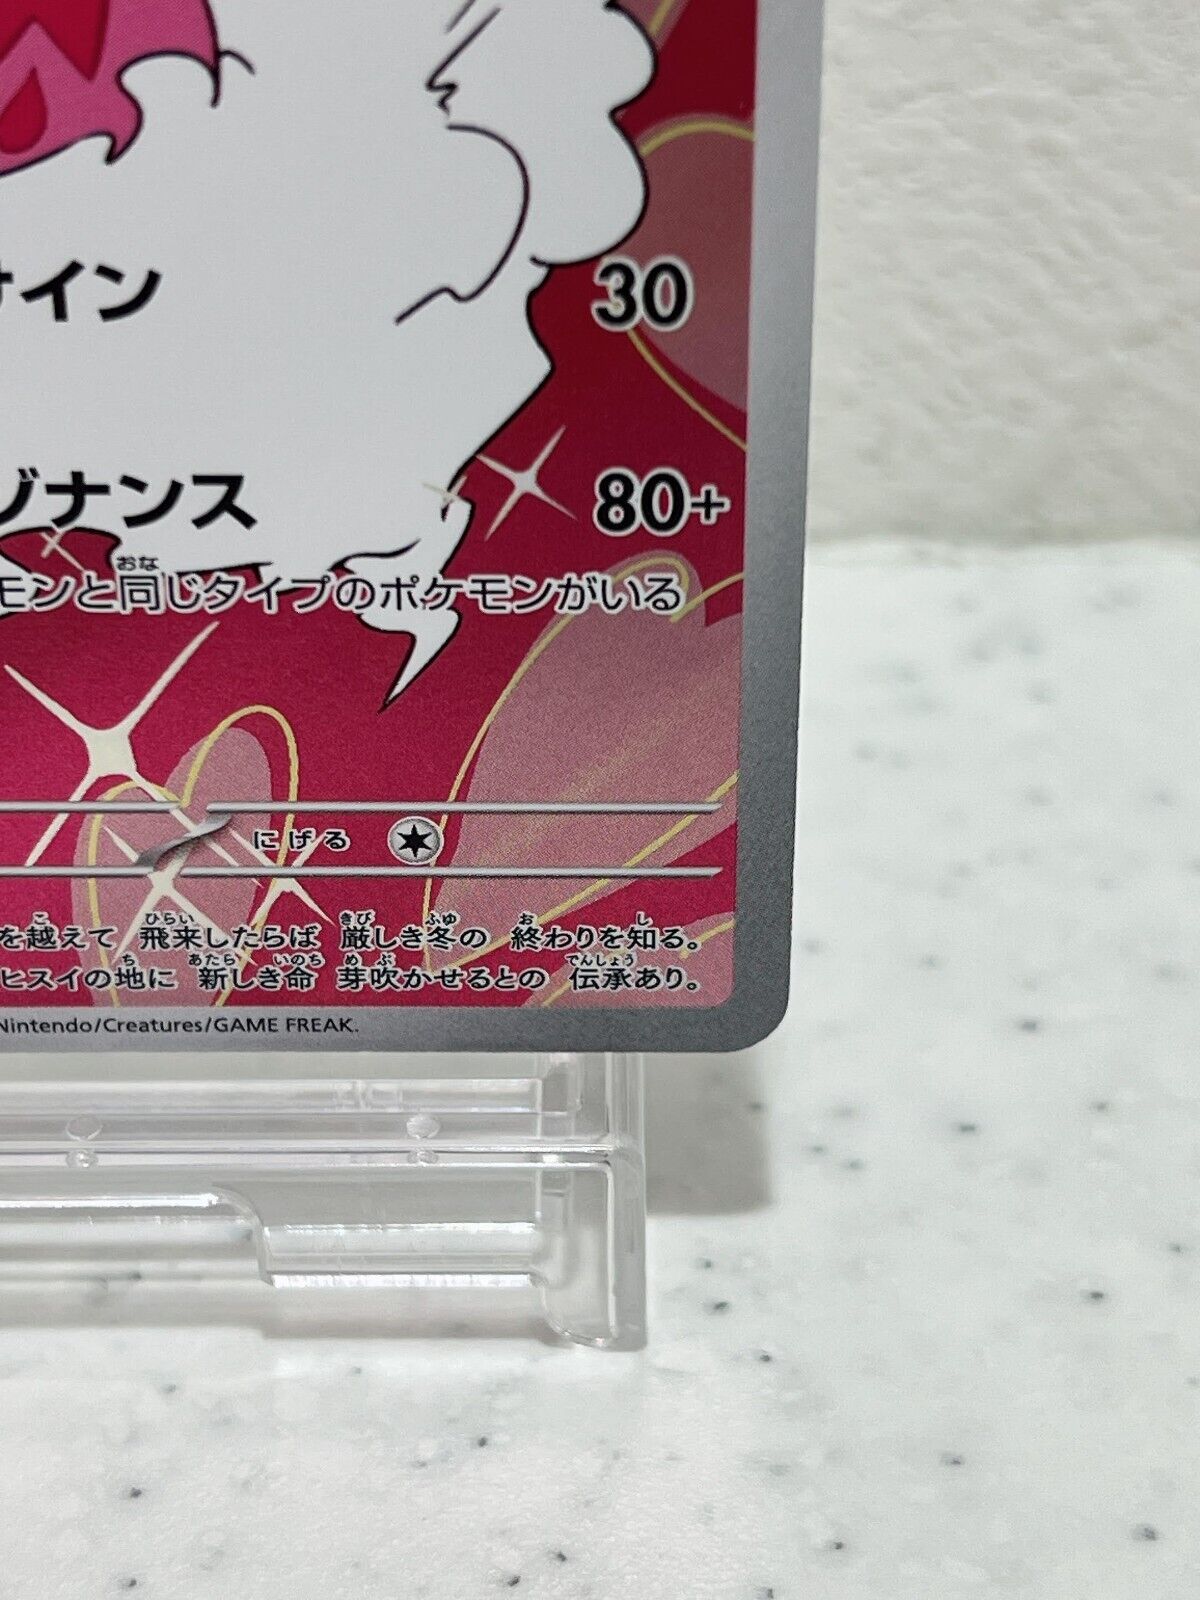 サイン 30
ゾナンス 80+
おな
モンと同じタイプのポケモンがいる
にげる
こ ひらい きび ふゆ お し
を越えて 飛来したらば 厳しき冬の 終わりを知る。
ち あたら いのち めぶ でんしょう
ヒスイの地に 新しき命 芽吹かせるとの 伝承あり。
Nintendo/Creatures/GAME FREAK.